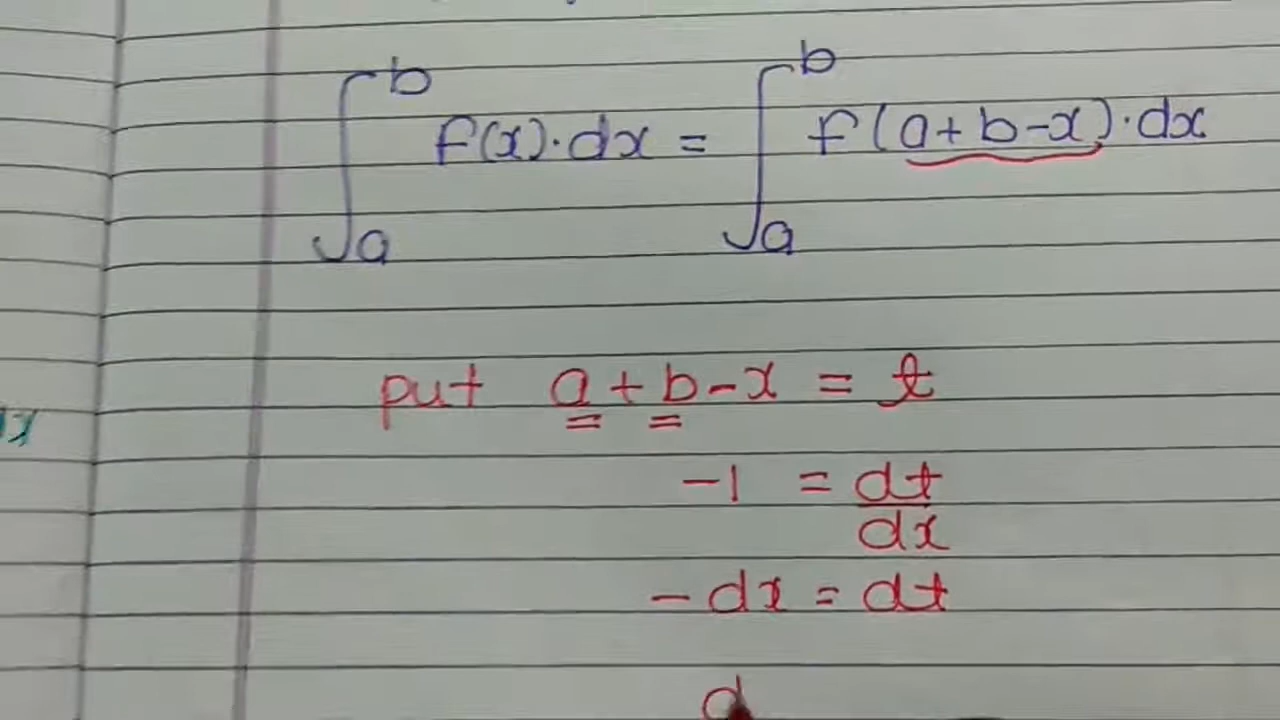 ∫_a^b f(x)·dx = ∫_a^b f(a+b-x)·dx
put a+b-x = t
-1 = dt/dx
-dx = dt
d